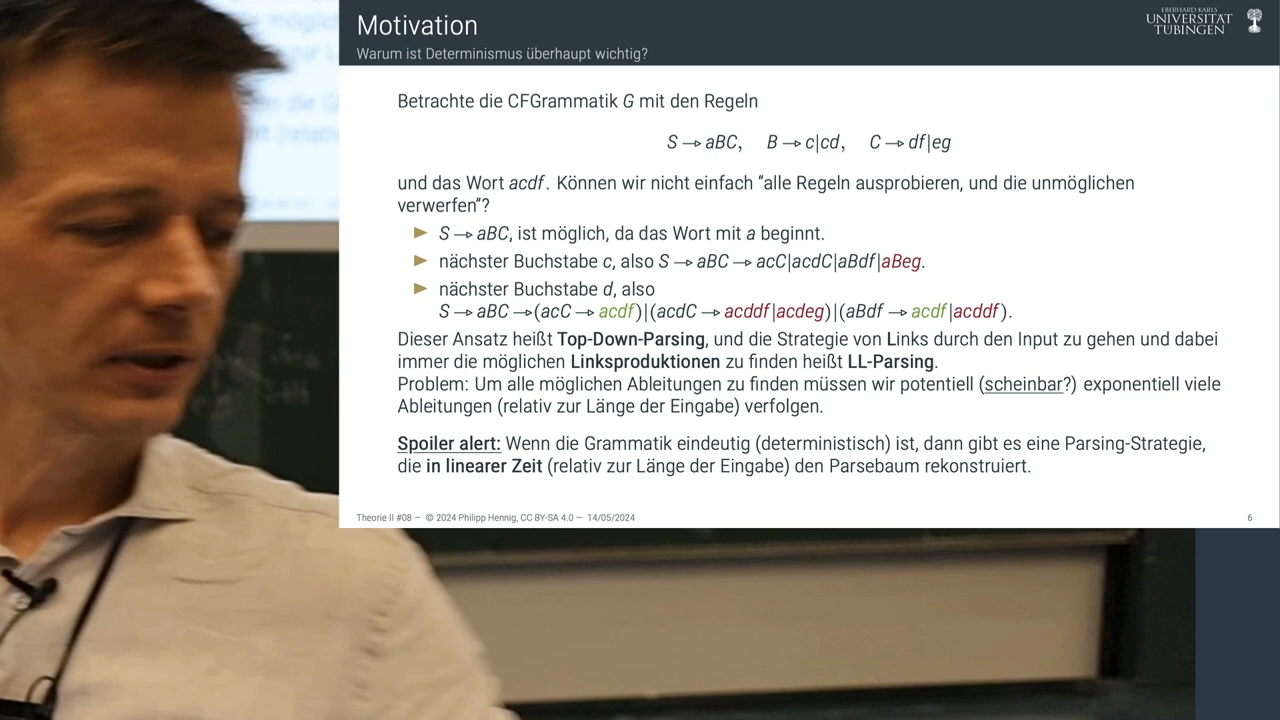 Motivation
Warum ist Determinismus überhaupt wichtig?
EBERHARD KARLS
UNIVERSITÄT
TÜBINGEN
Betrachte die CFGrammatik G mit den Regeln
S → aBC,    B → c|cd,    C → df|eg
und das Wort acdf. Können wir nicht einfach “alle Regeln ausprobieren, und die unmöglichen
verwerfen”?
► S → aBC, ist möglich, da das Wort mit a beginnt.
► nächster Buchstabe c, also S → aBC → acC|acdC|aBdf|aBeg.
► nächster Buchstabe d, also
S → aBC → (acC → acdf)|(acdC → acddf|acdeg)|(aBdf → acdf|acddf).
Dieser Ansatz heißt Top-Down-Parsing, und die Strategie von Links durch den Input zu gehen und dabei
immer die möglichen Linksproduktionen zu finden heißt LL-Parsing.
Problem: Um alle möglichen Ableitungen zu finden müssen wir potentiell (scheinbar?) exponentiell viele
Ableitungen (relativ zur Länge der Eingabe) verfolgen.
Spoiler alert: Wenn die Grammatik eindeutig (deterministisch) ist, dann gibt es eine Parsing-Strategie,
die in linearer Zeit (relativ zur Länge der Eingabe) den Parsebaum rekonstruiert.
Theorie II #08 — © 2024 Philipp Hennig, CC BY-SA 4.0 — 14/05/2024
6